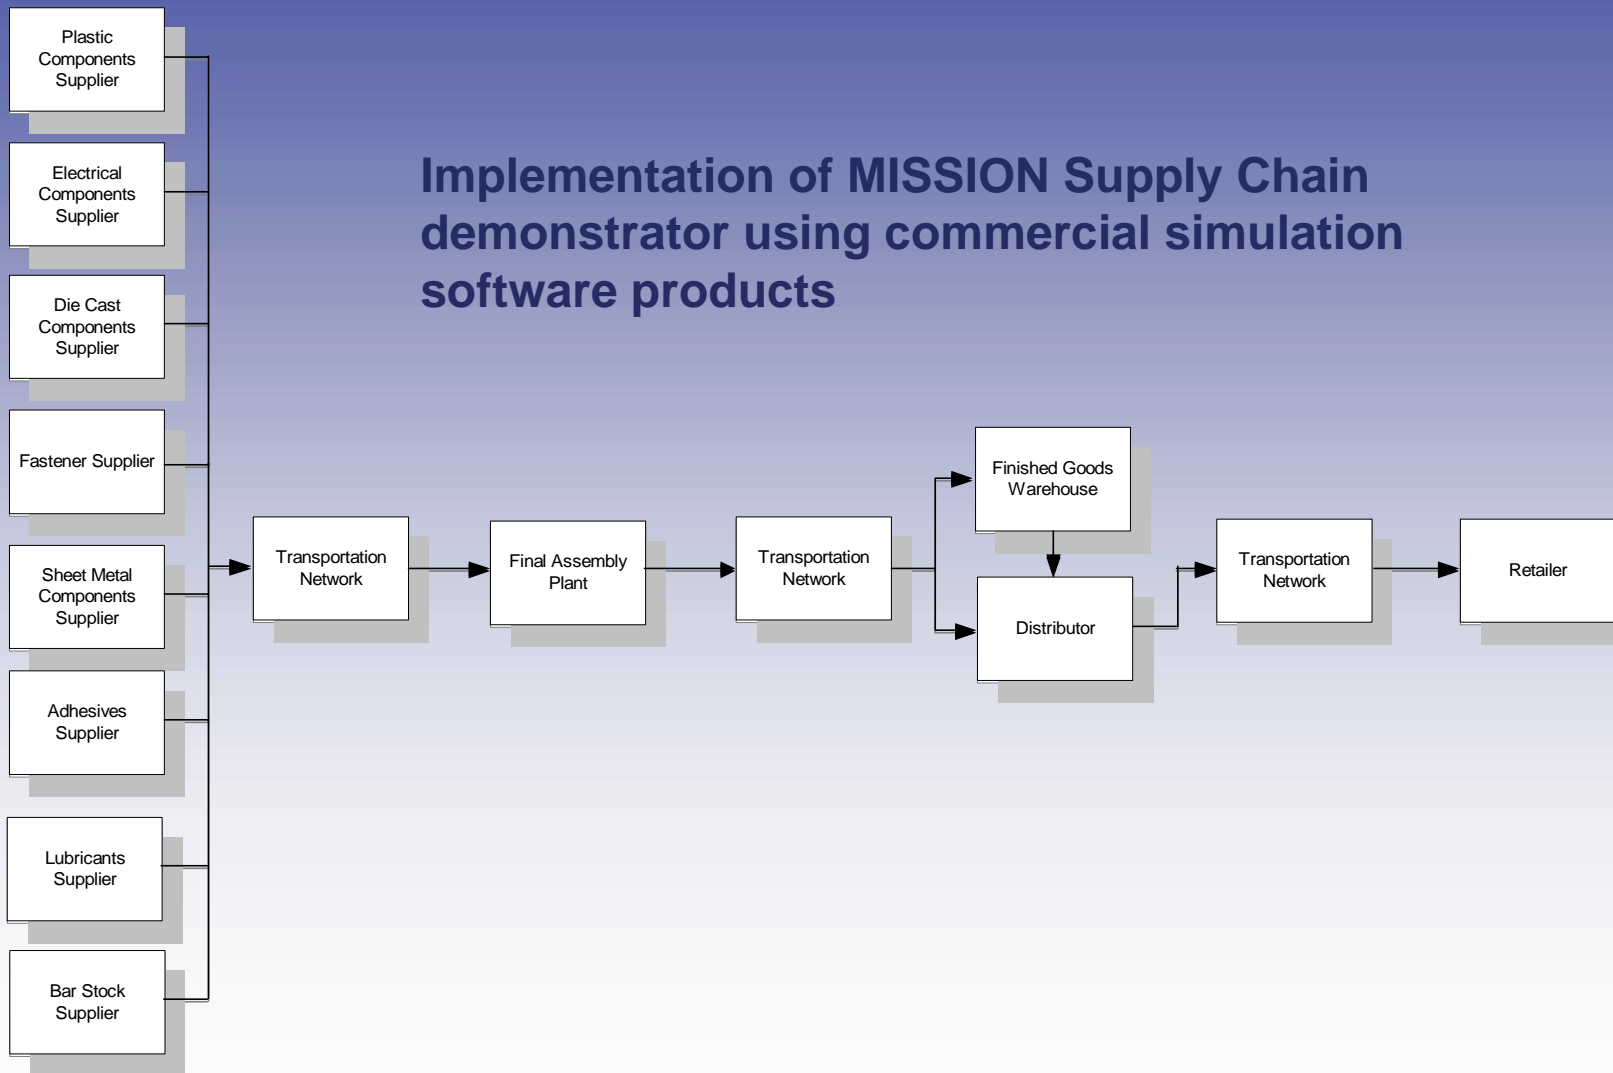 Plastic
Components
Supplier
Electrical
Components
Supplier
Implementation of MISSION Supply Chain
demonstrator using commercial simulation
software products
Die Cast
Components
Supplier
Fastener Supplier
Sheet Metal
Components
Supplier
Adhesives
Supplier
Lubricants
Supplier
Bar Stock
Supplier
Transportation
Network
Final Assembly
Plant
Transportation
Network
Finished Goods
Warehouse
Distributor
Transportation
Network
Retailer